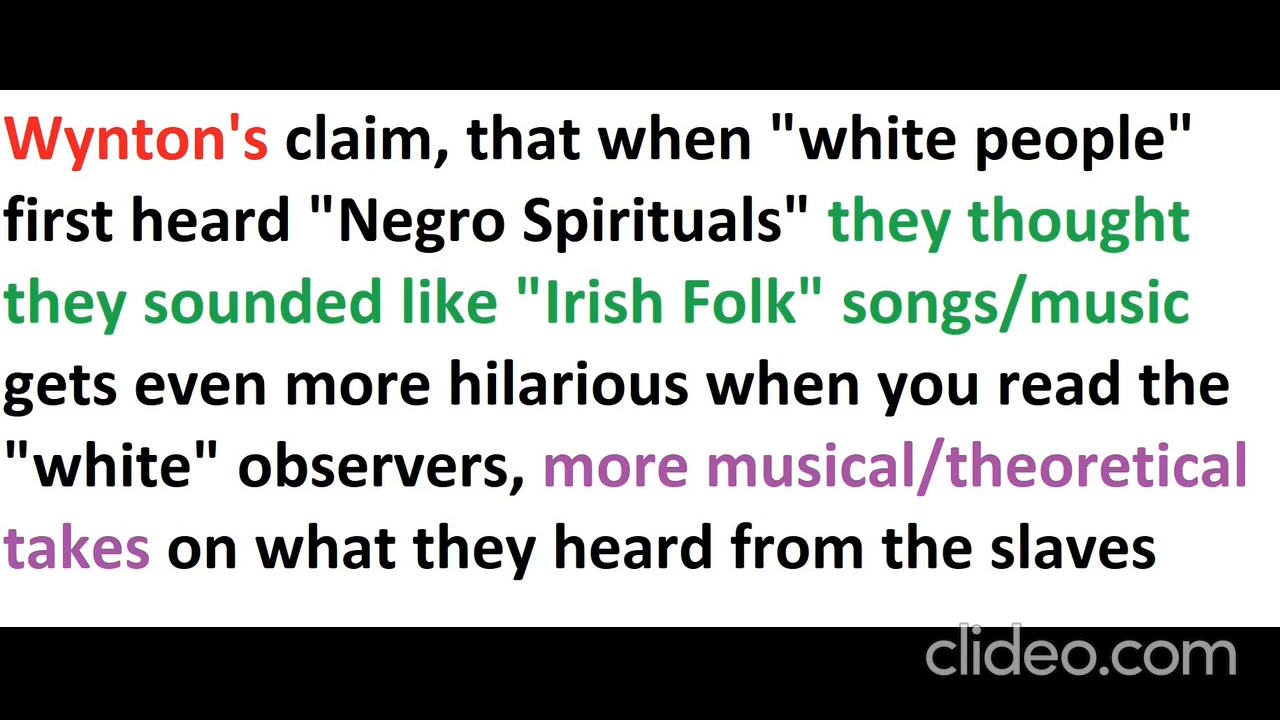 Wynton's claim, that when "white people"
first heard "Negro Spirituals" they thought
they sounded like "Irish Folk" songs/music
gets even more hilarious when you read the
"white" observers, more musical/theoretical
takes on what they heard from the slaves
clideo.com